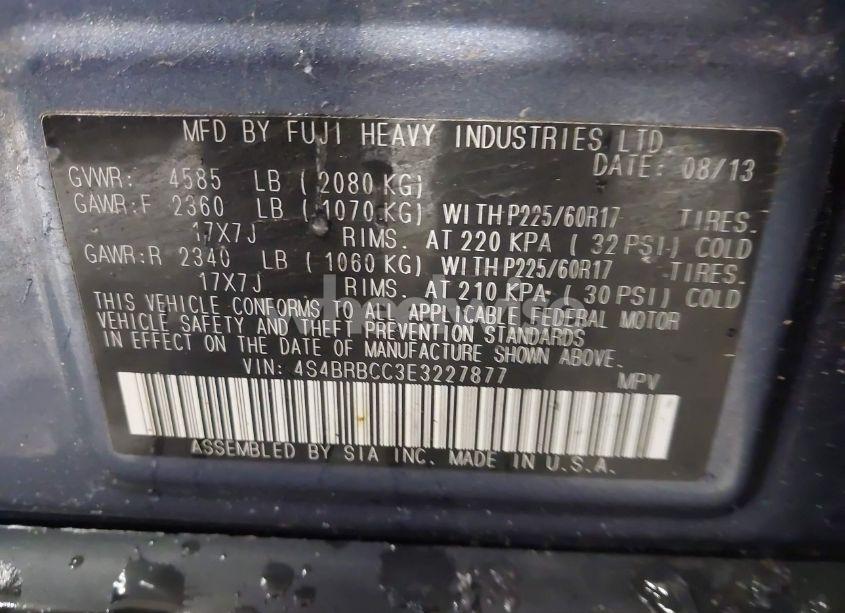 MFD BY FUJI HEAVY INDUSTRIES LTD.
DATE: 08/13
GVWR: 4585 LB (2080 KG)
GAWR:F 2360 LB (1070 KG) WITH P225/60R17 TIRES.
17X7J RIMS. AT 220 KPA (32 PSI) COLD
GAWR:R 2340 LB (1060 KG) WITH P225/60R17 TIRES.
17X7J RIMS. AT 210 KPA (30 PSI) COLD
THIS VEHICLE CONFORMS TO ALL APPLICABLE FEDERAL MOTOR
VEHICLE SAFETY AND THEFT PREVENTION STANDARDS
IN EFFECT ON THE DATE OF MANUFACTURE SHOWN ABOVE.
VIN: 4S4BRBCC3E3227877 MPV
ASSEMBLED BY SIA INC. MADE IN U.S.A.